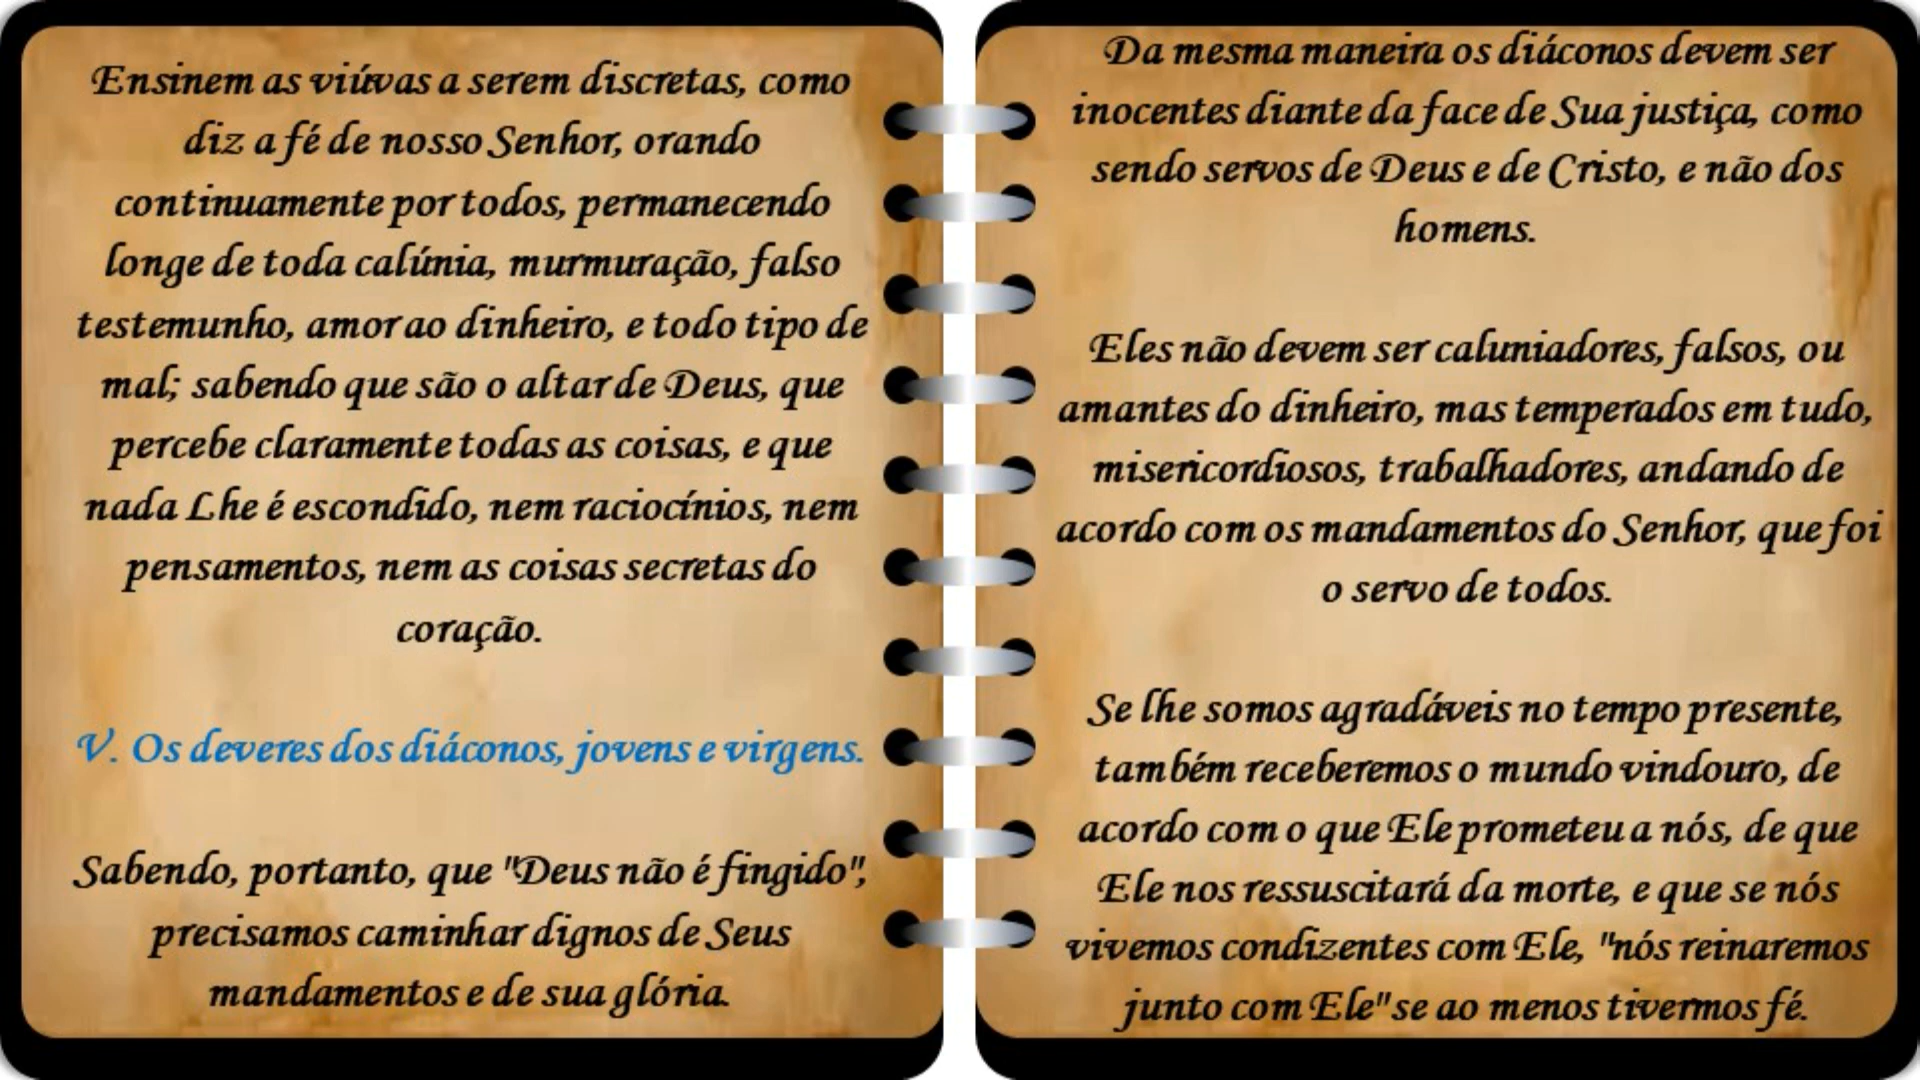 Ensinem as viúvas a serem discretas, como
diz a fé de nosso Senhor, orando
continuamente por todos, permanecendo
longe de toda calúnia, murmuração, falso
testemunho, amor ao dinheiro, e todo tipo de
mal; sabendo que são o altar de Deus, que
percebe claramente todas as coisas, e que
nada Lhe é escondido, nem raciocínios, nem
pensamentos, nem as coisas secretas do
coração.
V. Os deveres dos diáconos, jovens e virgens.
Sabendo, portanto, que "Deus não é fingido",
precisamos caminhar dignos de Seus
mandamentos e de sua glória.
Da mesma maneira os diáconos devem ser
inocentes diante da face de Sua justiça, como
sendo servos de Deus e de Cristo, e não dos
homens.
Eles não devem ser caluniadores, falsos, ou
amantes do dinheiro, mas temperados em tudo,
misericordiosos, trabalhadores, andando de
acordo com os mandamentos do Senhor, que foi
o servo de todos.
Se lhe somos agradáveis no tempo presente,
também receberemos o mundo vindouro, de
acordo com o que Ele prometeu a nós, de que
Ele nos ressuscitará da morte, e que se nós
vivemos condizentes com Ele, "nós reinaremos
junto com Ele" se ao menos tivermos fé.